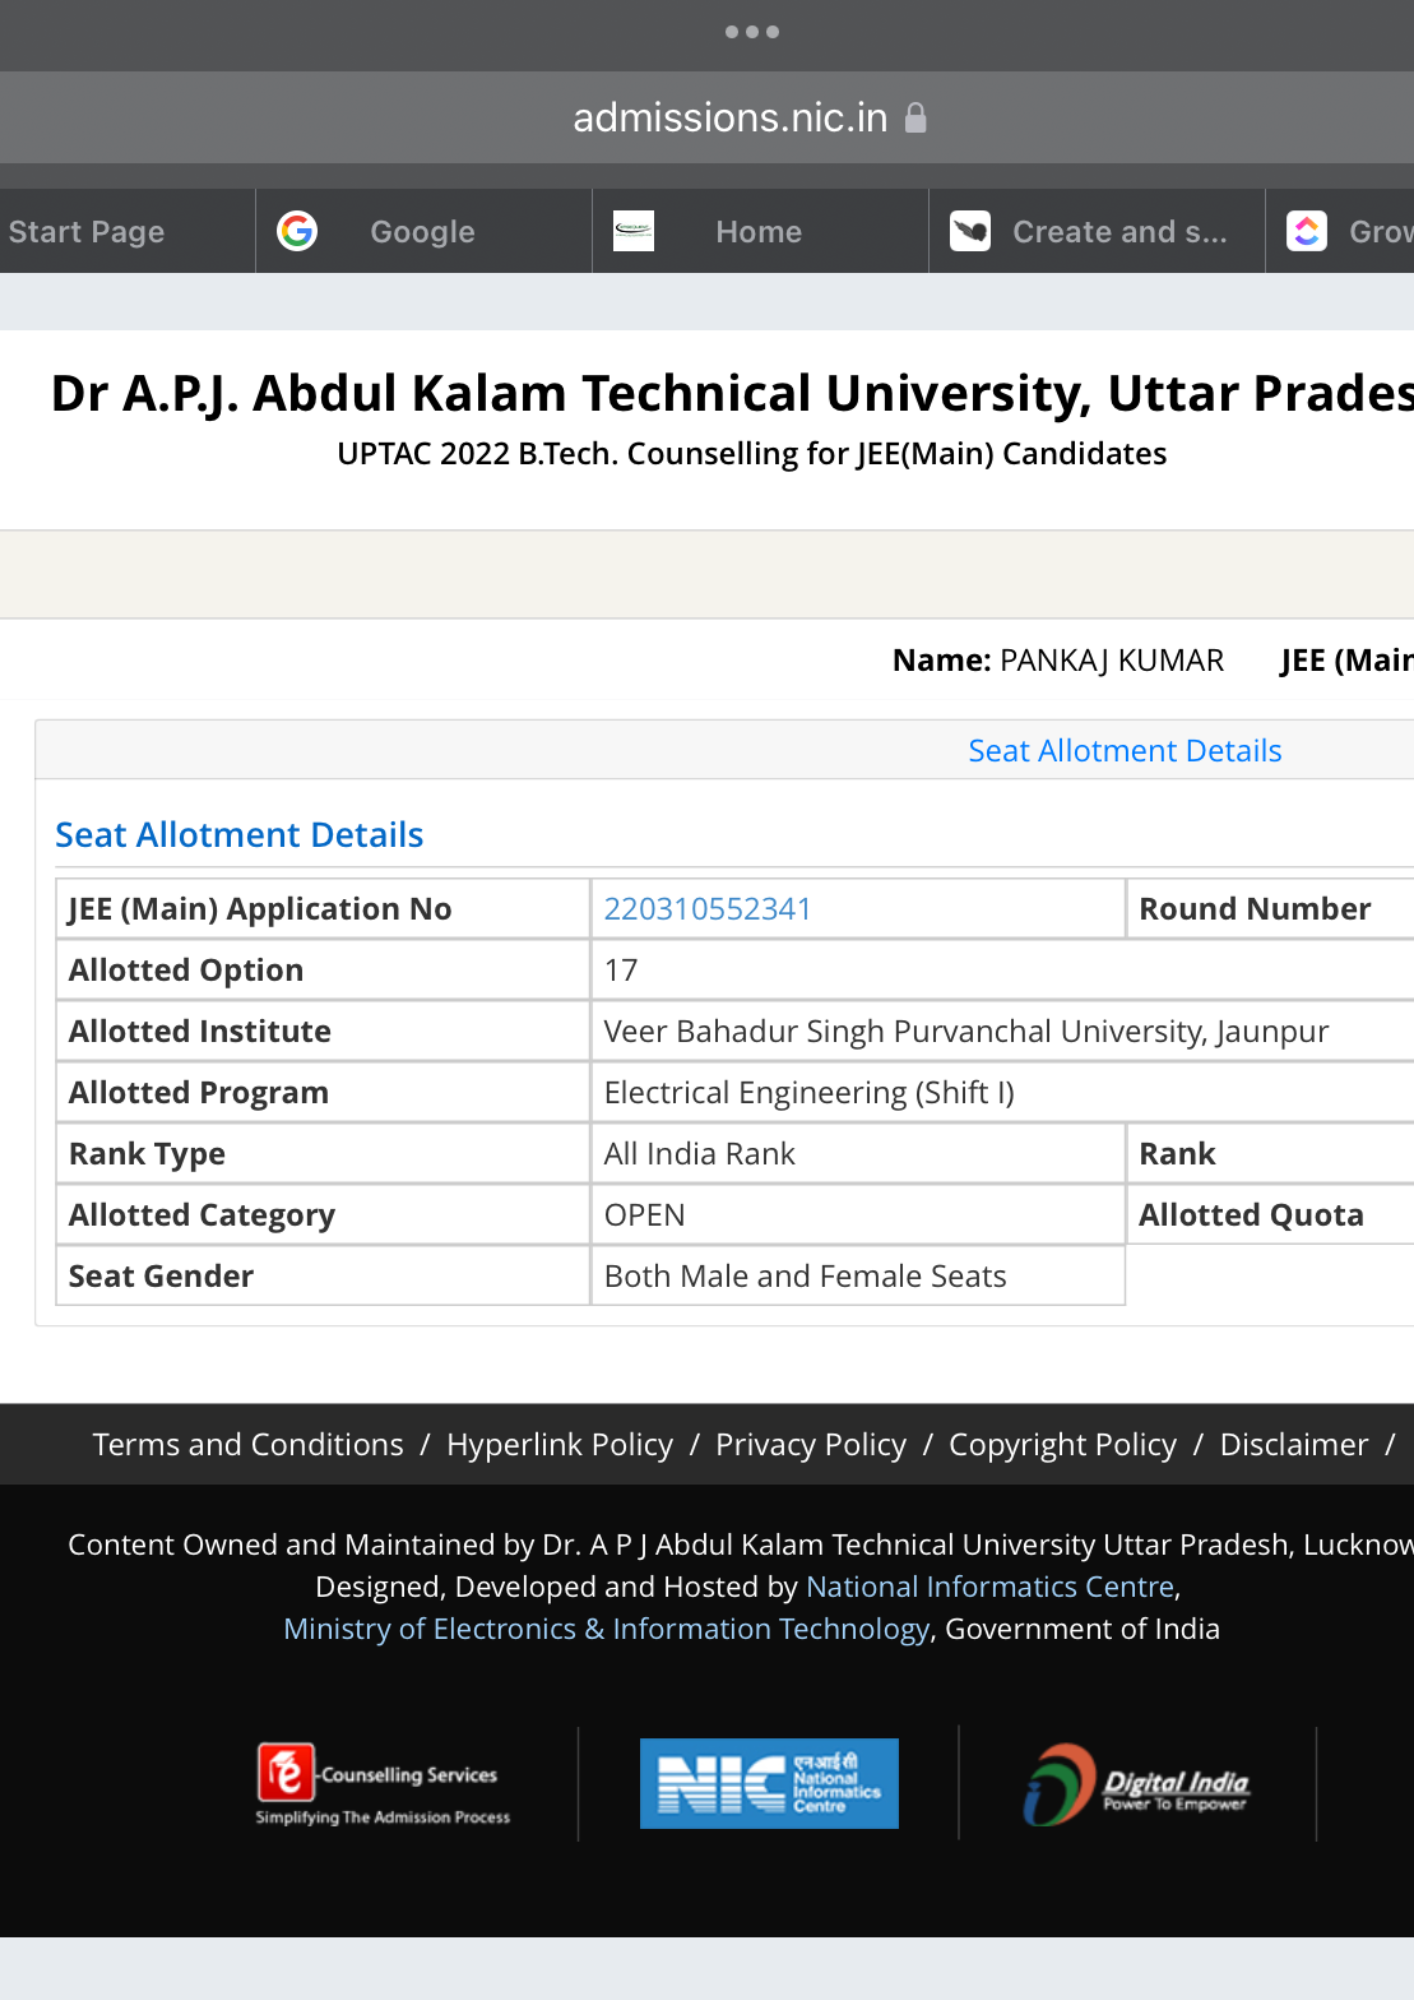 admissions.nic.in
Start Page Google Home Create and s... Grow
Dr A.P.J. Abdul Kalam Technical University, Uttar Prades
UPTAC 2022 B.Tech. Counselling for JEE(Main) Candidates
Name: PANKAJ KUMAR JEE (Main
Seat Allotment Details
Seat Allotment Details
JEE (Main) Application No 220310552341 Round Number
Allotted Option 17
Allotted Institute Veer Bahadur Singh Purvanchal University, Jaunpur
Allotted Program Electrical Engineering (Shift I)
Rank Type All India Rank Rank
Allotted Category OPEN Allotted Quota
Seat Gender Both Male and Female Seats
Terms and Conditions / Hyperlink Policy / Privacy Policy / Copyright Policy / Disclaimer /
Content Owned and Maintained by Dr. A P J Abdul Kalam Technical University Uttar Pradesh, Lucknow
Designed, Developed and Hosted by National Informatics Centre,
Ministry of Electronics & Information Technology, Government of India
e-Counselling Services
Simplifying The Admission Process
NIC
एनआईसी
National
Informatics
Centre
Digital India
Power To Empower